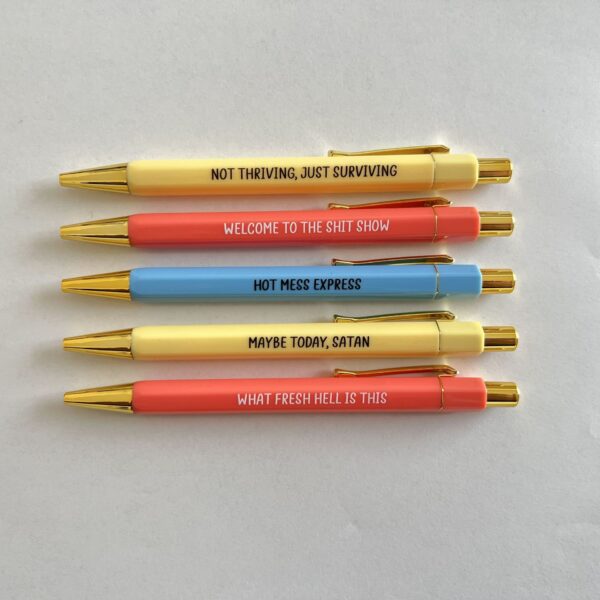 NOT THRIVING, JUST SURVIVING
WELCOME TO THE SHIT SHOW
HOT MESS EXPRESS
MAYBE TODAY, SATAN
WHAT FRESH HELL IS THIS